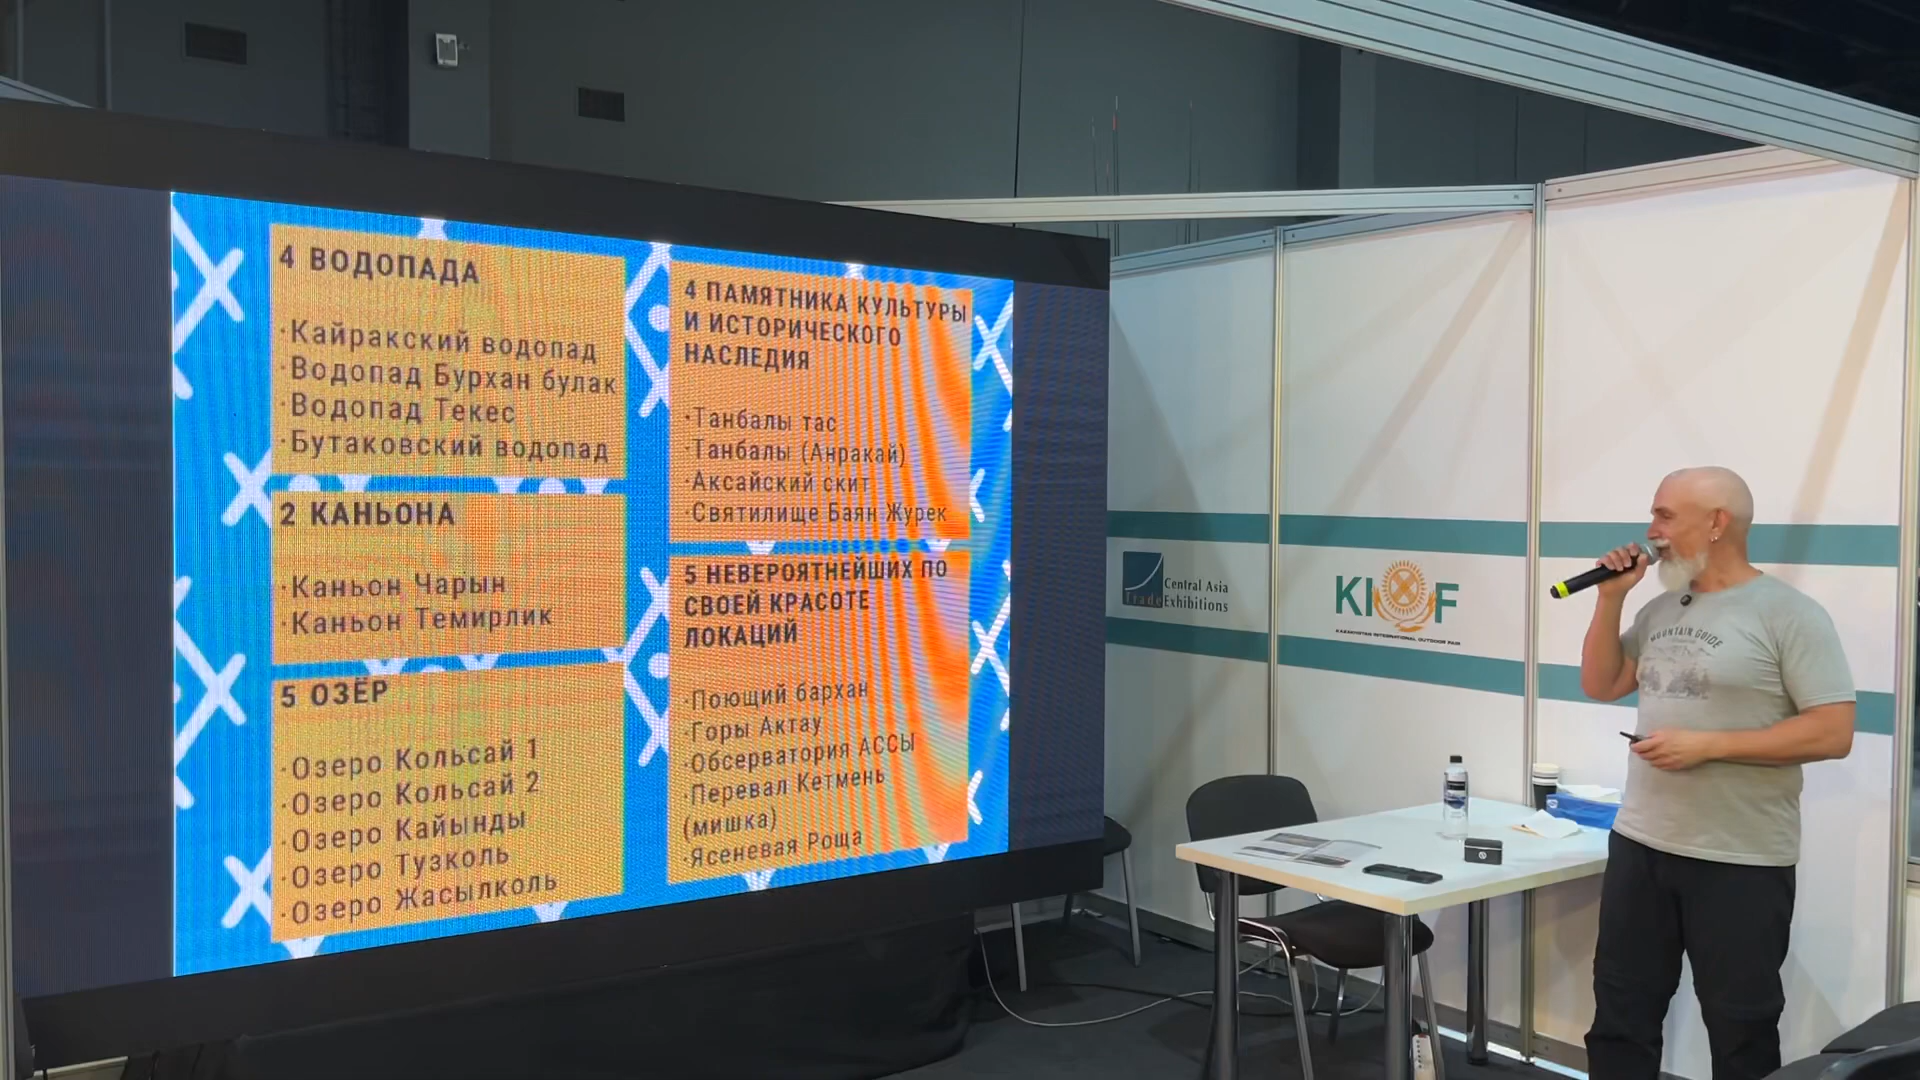 4 ВОДОПАДА
·Кайракский водопад
·Водопад Бурхан булак
·Водопад Текес
·Бутаковский водопад
2 КАНЬОНА
·Каньон Чарын
·Каньон Темирлик
5 ОЗЁР
·Озеро Кольсай 1
·Озеро Кольсай 2
·Озеро Кайынды
·Озеро Тузколь
·Озеро Жасылколь
4 ПАМЯТНИКА КУЛЬТУРЫ
И ИСТОРИЧЕСКОГО
НАСЛЕДИЯ
·Танбалы тас
·Танбалы (Анракай)
·Аксайский скит
·Святилище Баян Журек
5 НЕВЕРОЯТНЕЙШИХ ПО
СВОЕЙ КРАСОТЕ
ЛОКАЦИЙ
·Поющий бархан
·Горы Актау
·Обсерватория АССЫ
·Перевал Кетмень
(мишка)
·Ясеневая Роща
Central Asia
Trade Exhibitions
KIOF
KAZAKHSTAN INTERNATIONAL OUTDOOR FAIR
MOUNTAIN GUIDE